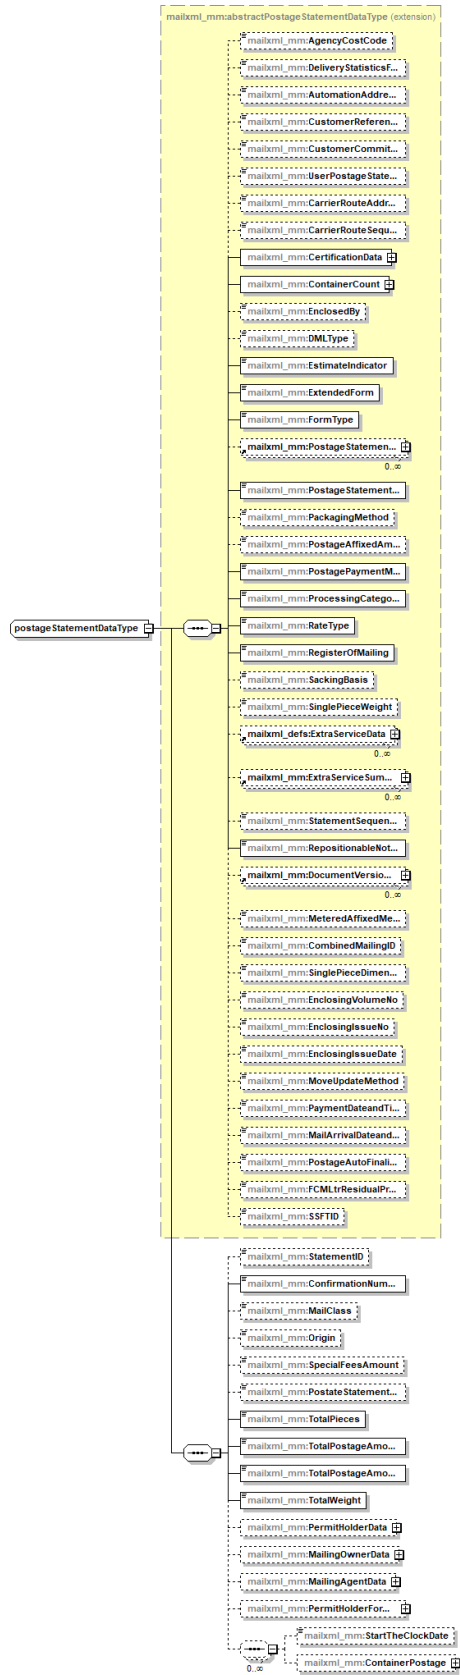 mailxml_mm:abstractPostageStatementDataType (extension)
mailxml_mm:AgencyCostCode
mailxml_mm:DeliveryStatisticsF...
mailxml_mm:AutomationAddre...
mailxml_mm:CustomerReferen...
mailxml_mm:CustomerCommit...
mailxml_mm:UserPostageState...
mailxml_mm:CarrierRouteAddr...
mailxml_mm:CarrierRouteSequ...
mailxml_mm:CertificationData
mailxml_mm:ContainerCount
mailxml_mm:EnclosedBy
mailxml_mm:DMLType
mailxml_mm:EstimateIndicator
mailxml_mm:ExtendedForm
mailxml_mm:FormType
mailxml_mm:PostageStatemen...
0..∞
mailxml_mm:PostageStatement...
mailxml_mm:PackagingMethod
mailxml_mm:PostageAffixedAm...
mailxml_mm:PostagePaymentM...
mailxml_mm:ProcessingCatego...
postageStatementDataType
mailxml_mm:RateType
mailxml_mm:RegisterOfMailing
mailxml_mm:SackingBasis
mailxml_mm:SinglePieceWeight
mailxml_defs:ExtraServiceData
0..∞
mailxml_mm:ExtraServiceSum...
0..∞
mailxml_mm:StatementSequen...
mailxml_mm:RepositionableNot...
mailxml_mm:DocumentVersio...
0..∞
mailxml_mm:MeteredAffixedMe...
mailxml_mm:CombinedMailingID
mailxml_mm:SinglePieceDimen...
mailxml_mm:EnclosingVolumeNo
mailxml_mm:EnclosingIssueNo
mailxml_mm:EnclosingIssueDate
mailxml_mm:MoveUpdateMethod
mailxml_mm:PaymentDateandTi...
mailxml_mm:MailArrivalDateand...
mailxml_mm:PostageAutoFinali...
mailxml_mm:FCMLtrResidualPr...
mailxml_mm:SSFTID
mailxml_mm:StatementID
mailxml_mm:ConfirmationNum...
mailxml_mm:MailClass
mailxml_mm:Origin
mailxml_mm:SpecialFeesAmount
mailxml_mm:PostateStatement...
mailxml_mm:TotalPieces
mailxml_mm:TotalPostageAmo...
mailxml_mm:TotalPostageAmo...
mailxml_mm:TotalWeight
mailxml_mm:PermitHolderData
mailxml_mm:MailingOwnerData
mailxml_mm:MailingAgentData
mailxml_mm:PermitHolderFor...
mailxml_mm:StartTheClockDate
0..∞
mailxml_mm:ContainerPostage